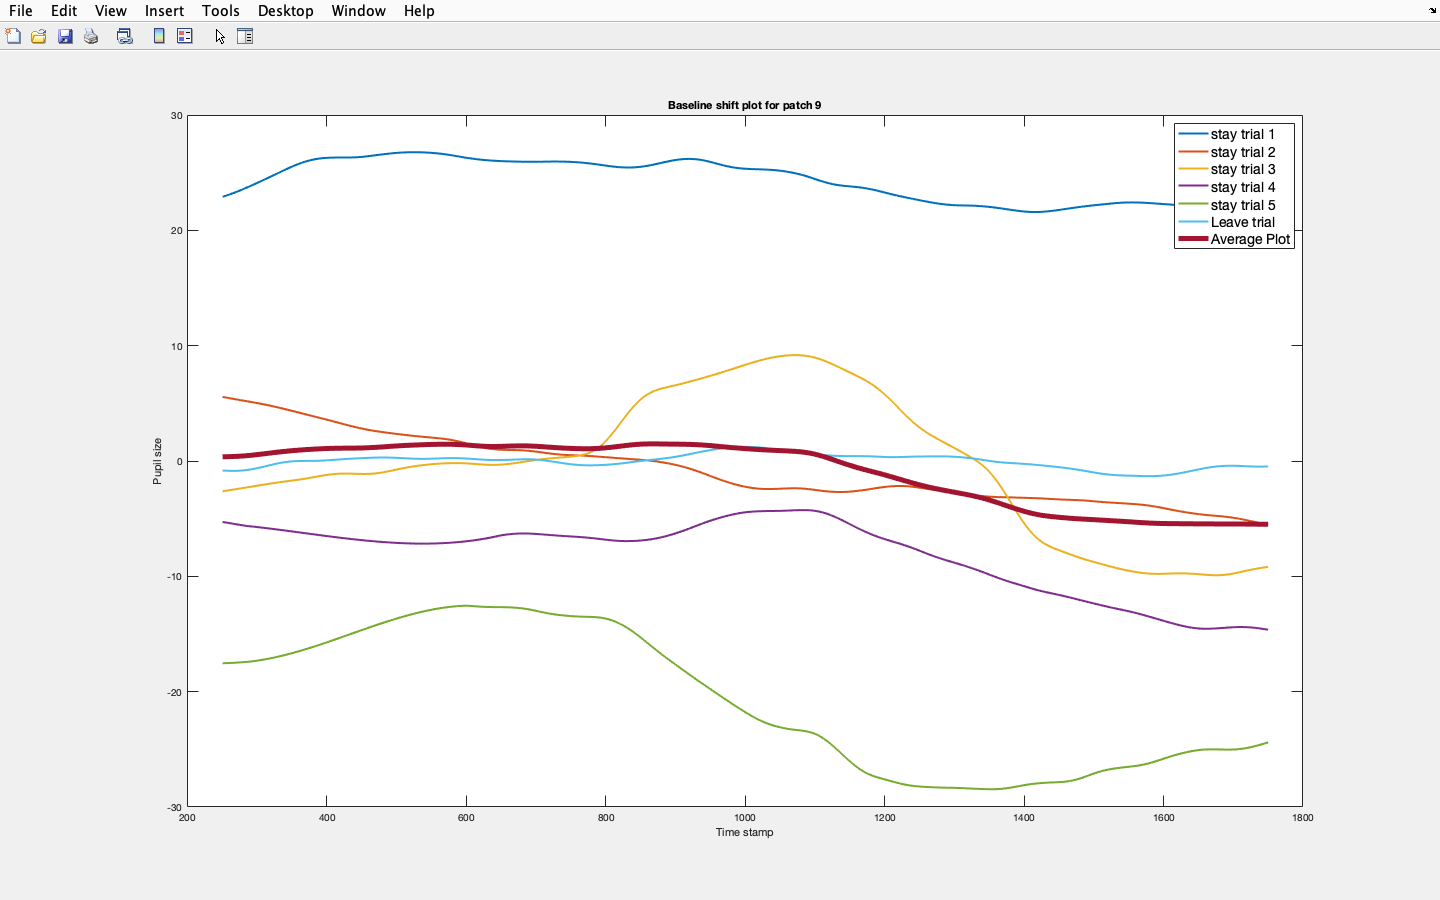 File Edit View Insert Tools Desktop Window Help
Baseline shift plot for patch 9
30
20
10
0
-10
-20
-30
Pupil size
200 400 600 800 1000 1200 1400 1600 1800
Time stamp
stay trial 1
stay trial 2
stay trial 3
stay trial 4
stay trial 5
Leave trial
Average Plot